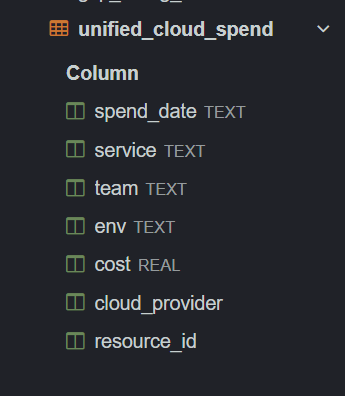 unified_cloud_spend
Column
spend_date TEXT
service TEXT
team TEXT
env TEXT
cost REAL
cloud_provider
resource_id